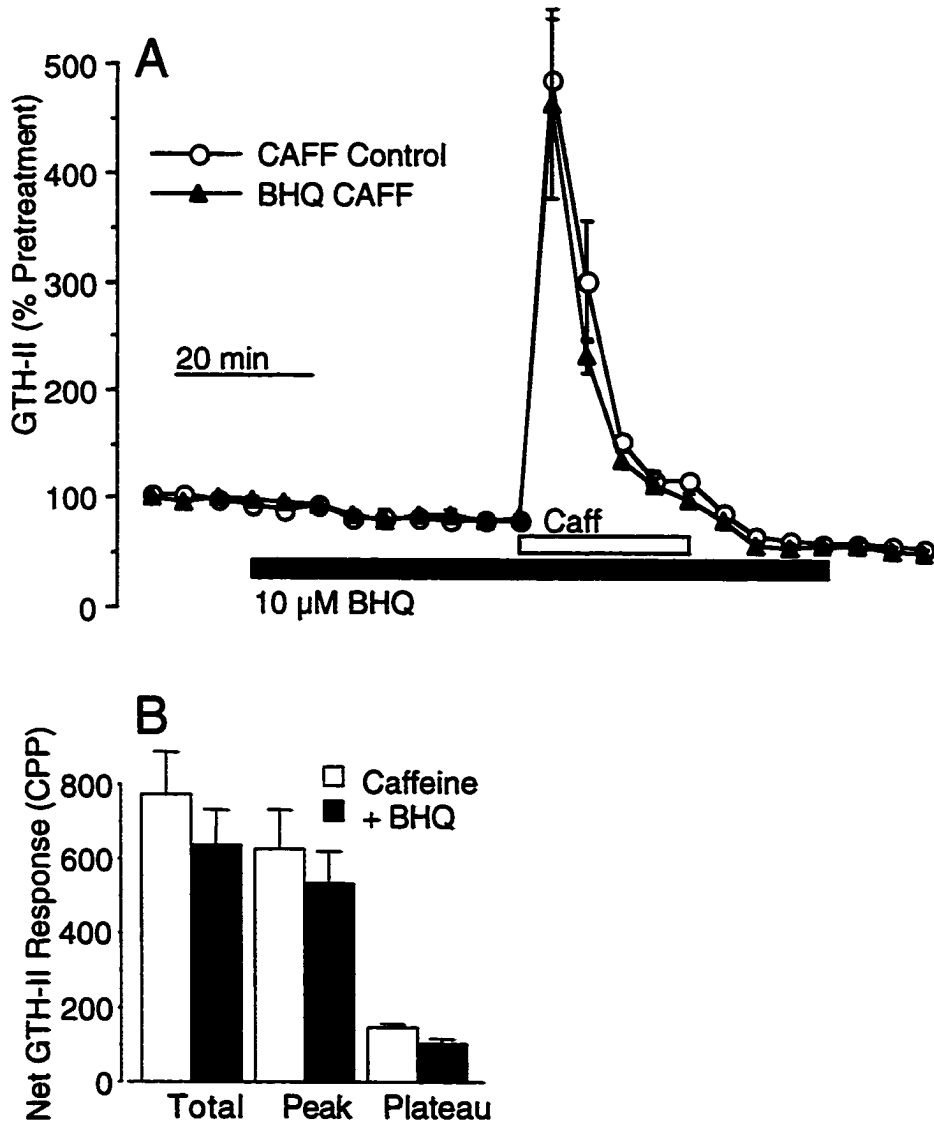 A
500
400
300
200
100
0
GTH-II (% Pretreatment)
CAFF Control
BHQ CAFF
20 min
Caff
10 µM BHQ
B
800
600
400
200
0
Net GTH-II Response (CPP)
Caffeine
+ BHQ
Total Peak Plateau